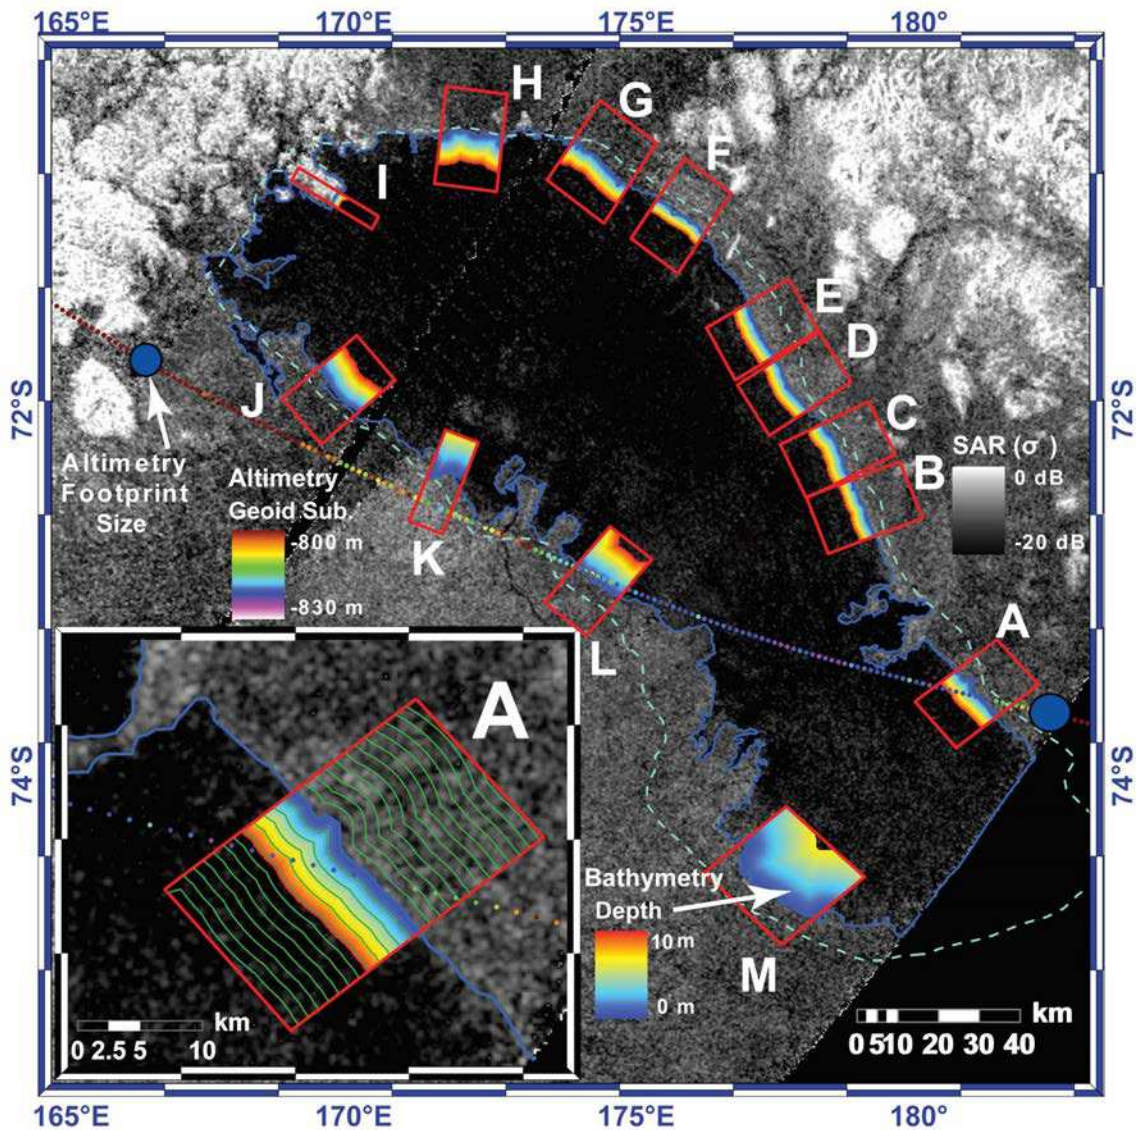 165°E 170°E 175°E 180°
H
G
F
I
E
D
J
72°S 72°S
C
B
SAR (σ )
0 dB
-20 dB
Altimetry
Footprint
Size
Altimetry
Geoid Sub.
-800 m
-830 m
K
L
A
A
74°S 74°S
Bathymetry
Depth
10 m
0 m
M
km
0 2.5 5 10
km
0 5 10 20 30 40
165°E 170°E 175°E 180°